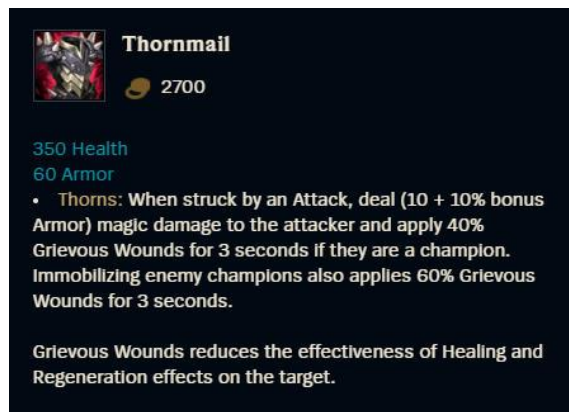 Thornmail
2700
350 Health
60 Armor
• Thorns: When struck by an Attack, deal (10 + 10% bonus
Armor) magic damage to the attacker and apply 40%
Grievous Wounds for 3 seconds if they are a champion.
Immobilizing enemy champions also applies 60% Grievous
Wounds for 3 seconds.
Grievous Wounds reduces the effectiveness of Healing and
Regeneration effects on the target.